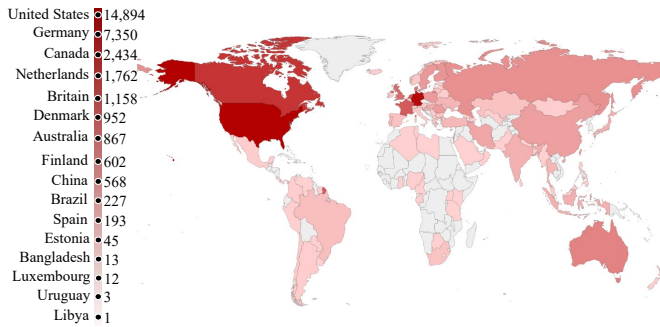 United States 14,894
Germany 7,350
Canada 2,434
Netherlands 1,762
Britain 1,158
Denmark 952
Australia 867
Finland 602
China 568
Brazil 227
Spain 193
Estonia 45
Bangladesh 13
Luxembourg 12
Uruguay 3
Libya 1